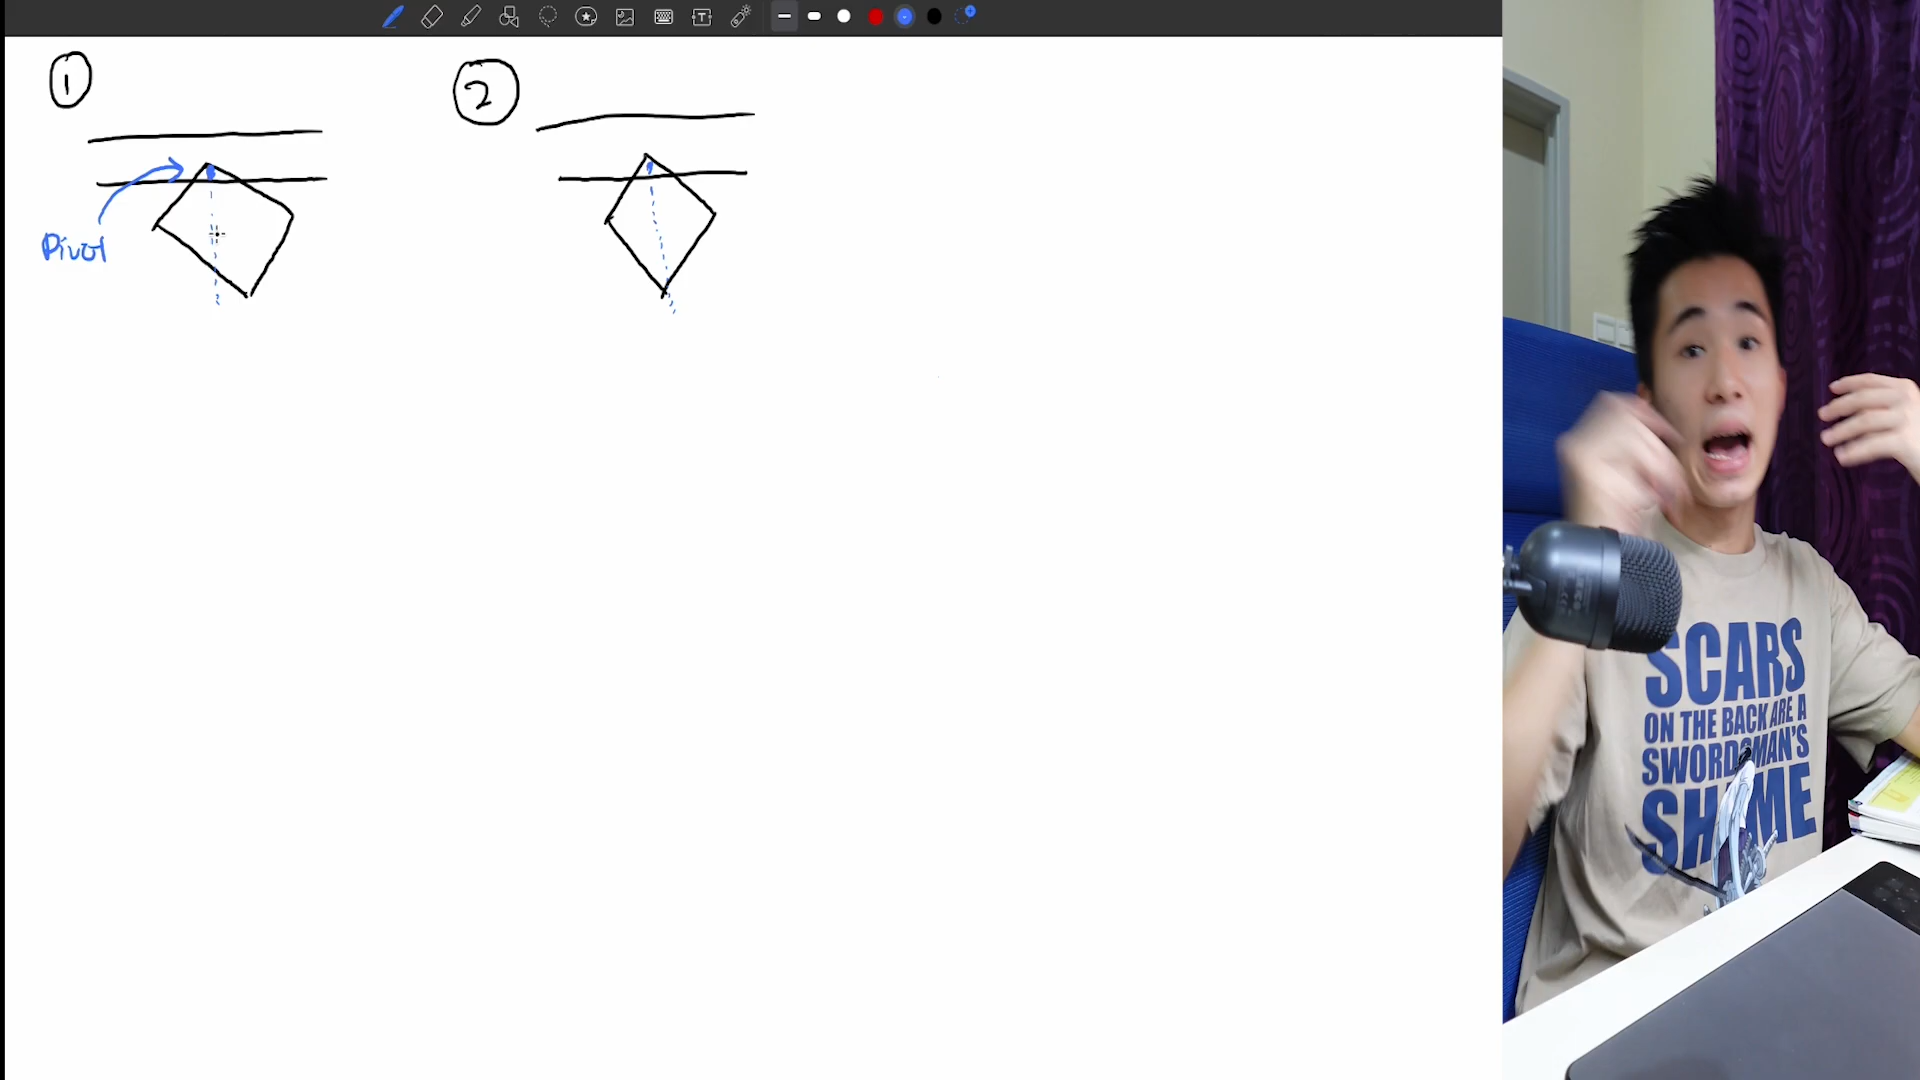 1
2
Pivot
SCARS
ON THE BACK ARE A
SWORDSMAN'S
SHAME